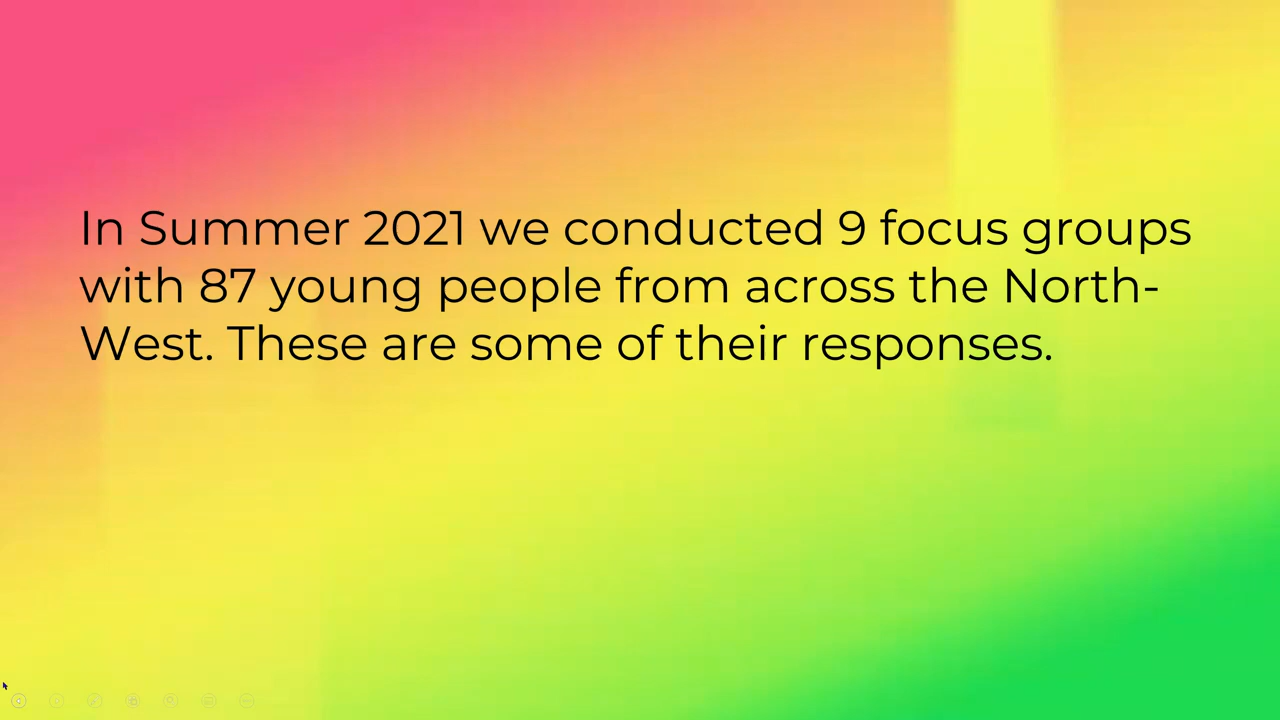 In Summer 2021 we conducted 9 focus groups
with 87 young people from across the North-
West. These are some of their responses.